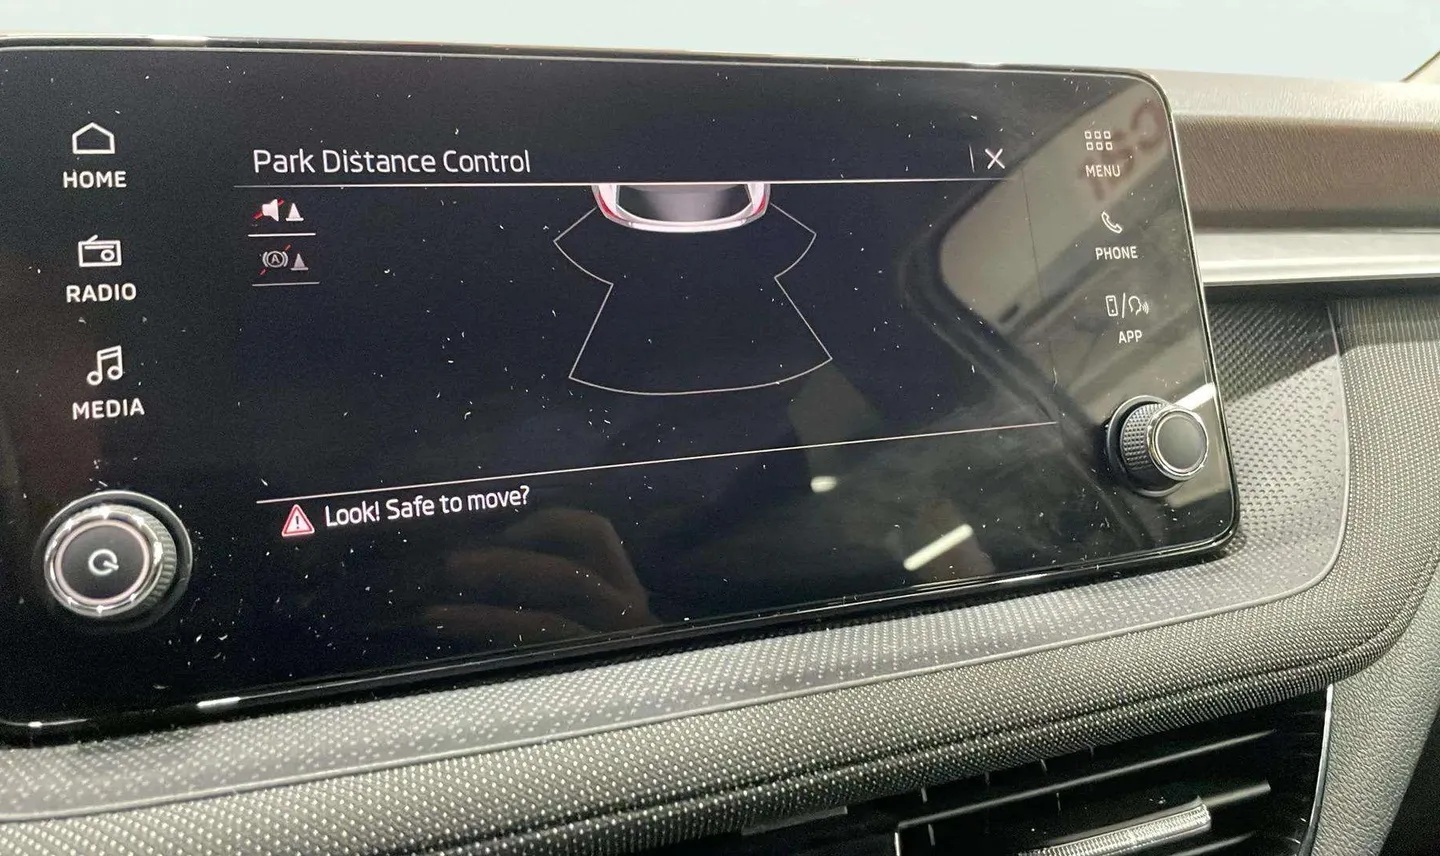 HOME
RADIO
MEDIA
Park Distance Control
Look! Safe to move?
MENU
PHONE
APP